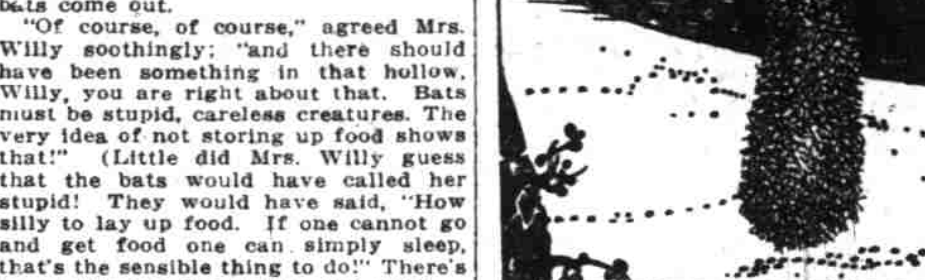 bats come out.
"Of course, of course," agreed Mrs.
Willy soothingly; "and there should
have been something in that hollow,
Willy, you are right about that. Bats
must be stupid, careless creatures. The
very idea of not storing up food shows
that!" (Little did Mrs. Willy guess
that the bats would have called her
stupid! They would have said, "How
silly to lay up food. If one cannot go
and get food one can simply sleep,
that's the sensible thing to do!" There's